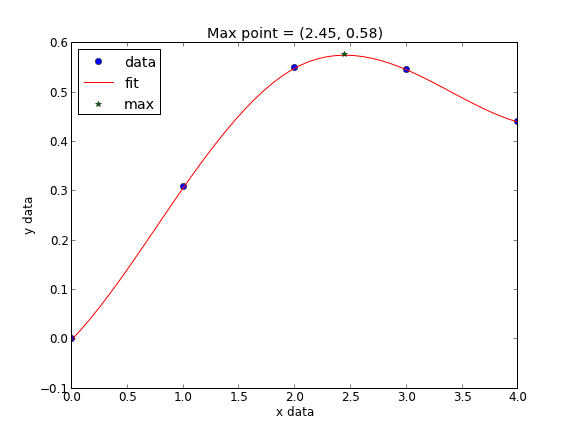 Max point = (2.45, 0.58)
0.6
0.5
0.4
0.3
0.2
0.1
0.0
−0.1
y data
data
fit
max
0.0 0.5 1.0 1.5 2.0 2.5 3.0 3.5 4.0
x data